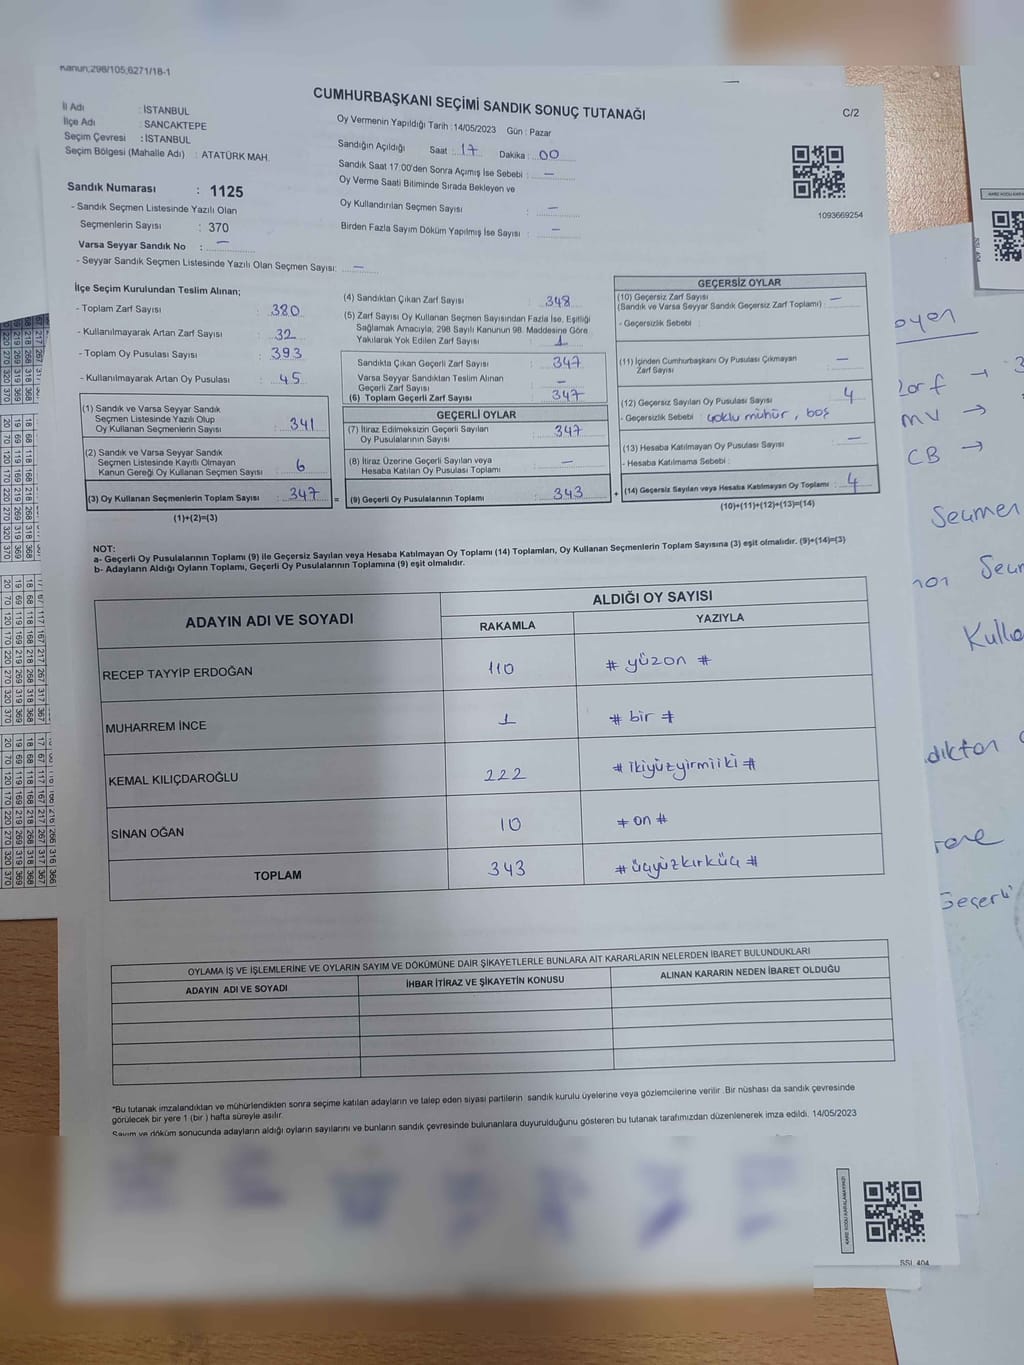 Kanun;298/105;6271/18-1
CUMHURBAŞKANI SEÇİMİ SANDIK SONUÇ TUTANAĞI
C/2
İl Adı : İSTANBUL
İlçe Adı : SANCAKTEPE
Seçim Çevresi : İSTANBUL
Seçim Bölgesi (Mahalle Adı) : ATATÜRK MAH.
Sandık Numarası : 1125
- Sandık Seçmen Listesinde Yazılı Olan
Seçmenlerin Sayısı : 370
Varsa Seyyar Sandık No : —
- Seyyar Sandık Seçmen Listesinde Yazılı Olan Seçmen Sayısı: —
Oy Vermenin Yapıldığı Tarih :14/05/2023 Gün : Pazar
Sandığın Açıldığı Saat : 17 Dakika : 00
Sandık Saat 17:00'den Sonra Açımış İse Sebebi : —
Oy Verme Saati Bitiminde Sırada Bekleyen ve
Oy Kullandırılan Seçmen Sayısı : —
Birden Fazla Sayım Döküm Yapılmış İse Sayısı : —
1093669254
İlçe Seçim Kurulundan Teslim Alınan;
- Toplam Zarf Sayısı : 380
- Kullanılmayarak Artan Zarf Sayısı : 32
- Toplam Oy Pusulası Sayısı : 393
- Kullanılmayarak Artan Oy Pusulası : 45
(1) Sandık ve Varsa Seyyar Sandık
Seçmen Listesinde Yazılı Olup
Oy Kullanan Seçmenlerin Sayısı : 341
(2) Sandık ve Varsa Seyyar Sandık
Seçmen Listesinde Kayıtlı Olmayan
Kanun Gereği Oy Kullanan Seçmen Sayısı : 6
(3) Oy Kullanan Seçmenlerin Toplam Sayısı : 347 =
(1)+(2)=(3)
(4) Sandıktan Çıkan Zarf Sayısı : 348
(5) Zarf Sayısı Oy Kullanan Seçmen Sayısından Fazla İse, Eşitliği
Sağlamak Amacıyla; 298 Sayılı Kanunun 98. Maddesine Göre
Yakılarak Yok Edilen Zarf Sayısı : 1
Sandıkta Çıkan Geçerli Zarf Sayısı : 347
Varsa Seyyar Sandıktan Teslim Alınan
Geçerli Zarf Sayısı : —
(6) Toplam Geçerli Zarf Sayısı : 347
GEÇERLİ OYLAR
(7) İtiraz Edilmeksizin Geçerli Sayılan
Oy Pusulalarının Sayısı : 347
(8) İtiraz Üzerine Geçerli Sayılan veya
Hesaba Katılan Oy Pusulası Toplamı : —
(9) Geçerli Oy Pusulalarının Toplamı : 343 +
GEÇERSİZ OYLAR
(10) Geçersiz Zarf Sayısı
(Sandık ve Varsa Seyyar Sandık Geçersiz Zarf Toplamı) : —
- Geçersizlik Sebebi :
(11) İçinden Cumhurbaşkanı Oy Pusulası Çıkmayan
Zarf Sayısı : —
(12) Geçersiz Sayılan Oy Pusulası Sayısı : 4
- Geçersizlik Sebebi : çoklu mühür, boş
(13) Hesaba Katılmayan Oy Pusulası Sayısı : —
- Hesaba Katılmama Sebebi :
(14) Geçersiz Sayılan veya Hesaba Katılmayan Oy Toplamı : 4
(10)+(11)+(12)+(13)=(14)
NOT:
a- Geçerli Oy Pusulalarının Toplamı (9) ile Geçersiz Sayılan veya Hesaba Katılmayan Oy Toplamı (14) Toplamları, Oy Kullanan Seçmenlerin Toplam Sayısına (3) eşit olmalıdır. (9)+(14)=(3)
b- Adayların Aldığı Oyların Toplamı, Geçerli Oy Pusulalarının Toplamına (9) eşit olmalıdır.
ADAYIN ADI VE SOYADI
ALDIĞI OY SAYISI
RAKAMLA YAZIYLA
RECEP TAYYİP ERDOĞAN 110 # yüzon #
MUHARREM İNCE 1 # bir #
KEMAL KILIÇDAROĞLU 222 # ikiyüzyirmiiki #
SİNAN OĞAN 10 # on #
TOPLAM 343 # üçyüzkırküç #
OYLAMA İŞ VE İŞLEMLERİNE VE OYLARIN SAYIM VE DÖKÜMÜNE DAİR ŞİKAYETLERLE BUNLARA AİT KARARLARIN NELERDEN İBARET BULUNDUKLARI
ADAYIN ADI VE SOYADI İHBAR İTİRAZ VE ŞİKAYETİN KONUSU ALINAN KARARIN NEDEN İBARET OLDUĞU
*Bu tutanak imzalandıktan ve mühürlendikten sonra seçime katılan adayların ve talep eden siyasi partilerin sandık kurulu üyelerine veya gözlemcilerine verilir. Bir nüshası da sandık çevresinde
görülecek bir yere 1 (bir ) hafta süreyle asılır.
Sayım ve döküm sonucunda adayların aldığı oyların sayılarını ve bunların sandık çevresinde bulunanlara duyurulduğunu gösteren bu tutanak tarafımızdan düzenlenerek imza edildi. 14/05/2023
KARE KODU KARALAMAYINIZ!
SSI 404
Zarf → 3
MV →
CB →
Seçmen